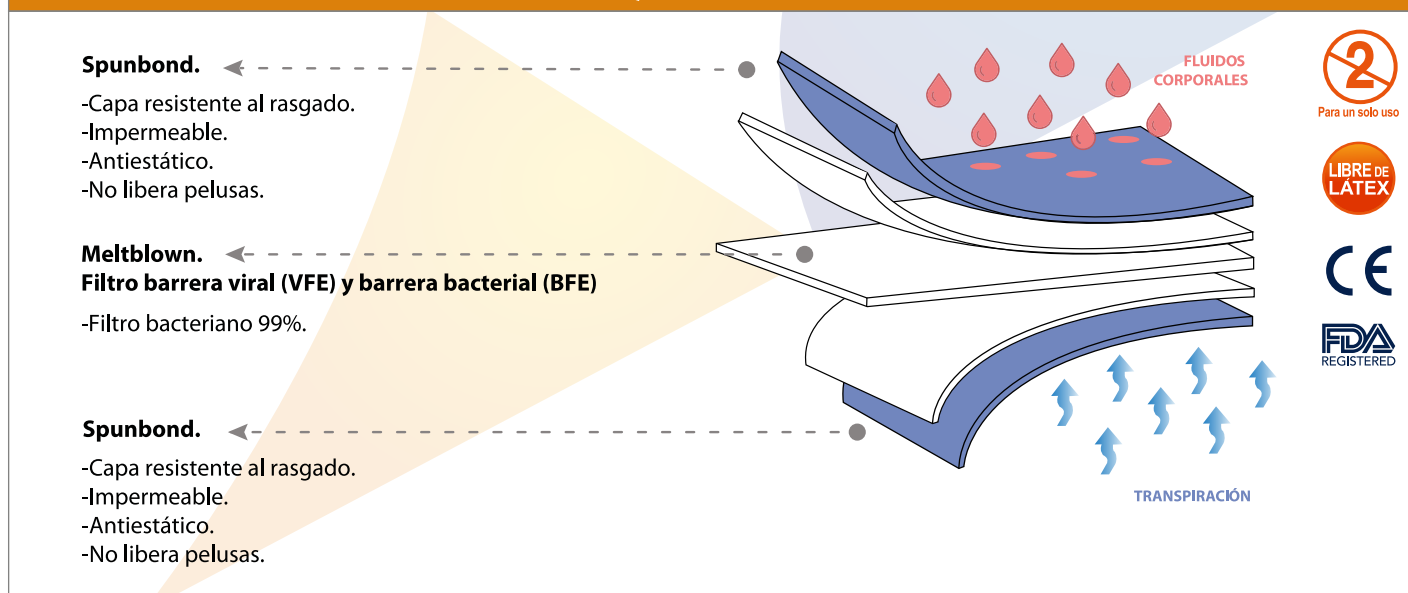 Spunbond.
-Capa resistente al rasgado.
-Impermeable.
-Antiestático.
-No libera pelusas.
Meltblown.
Filtro barrera viral (VFE) y barrera bacterial (BFE)
-Filtro bacteriano 99%.
Spunbond.
-Capa resistente al rasgado.
-Impermeable.
-Antiestático.
-No libera pelusas.
FLUIDOS
CORPORALES
TRANSPIRACIÓN
2
Para un solo uso
LIBRE DE
LÁTEX
CE
FDA
REGISTERED